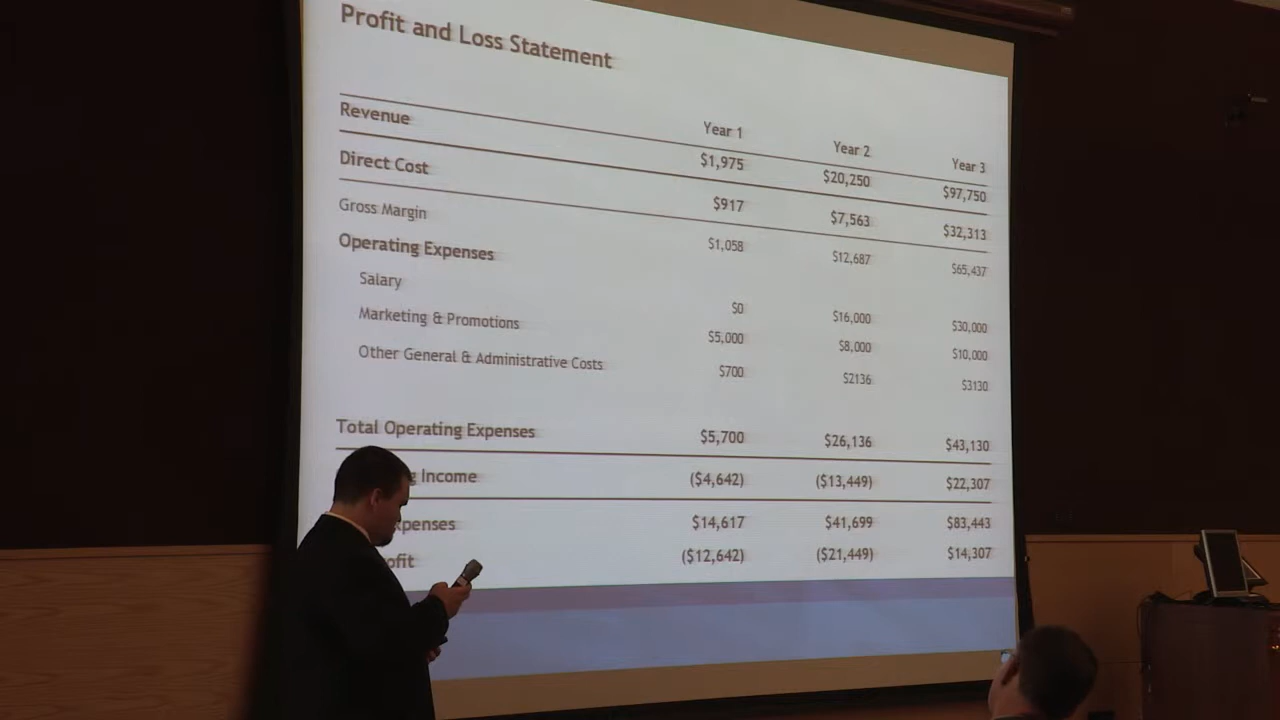 Profit and Loss Statement
Year 1 Year 2 Year 3
Revenue $1,975 $20,250 $97,750
Direct Cost $917 $7,563 $32,313
Gross Margin $1,058 $12,687 $65,437
Operating Expenses
Salary $0 $16,000 $30,000
Marketing & Promotions $5,000 $8,000 $10,000
Other General & Administrative Costs $700 $2136 $3130
Total Operating Expenses $5,700 $26,136 $43,130
Income ($4,642) ($13,449) $22,307
$14,617 $41,699 $83,443
($12,642) ($21,449) $14,307